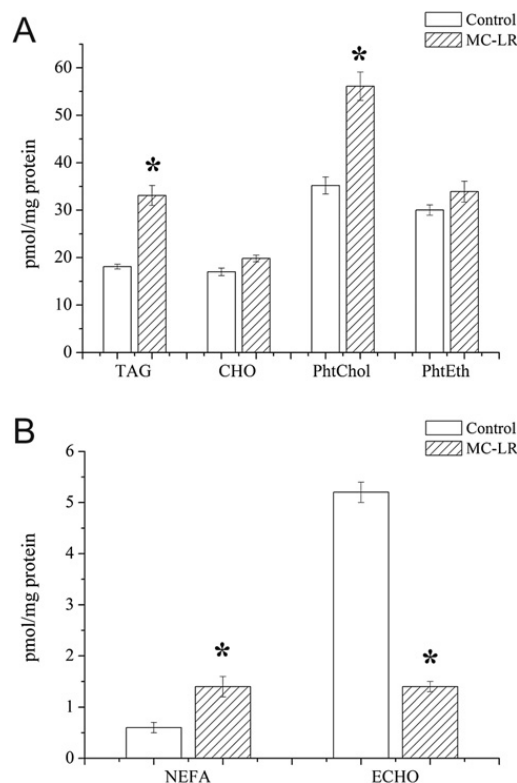 A
Control
MC-LR
pmol/mg protein
60
50
40
30
20
10
0
*
*
TAG CHO PhtChol PhtEth
B
Control
MC-LR
pmol/mg protein
6
5
4
3
2
1
0
*
*
NEFA ECHO